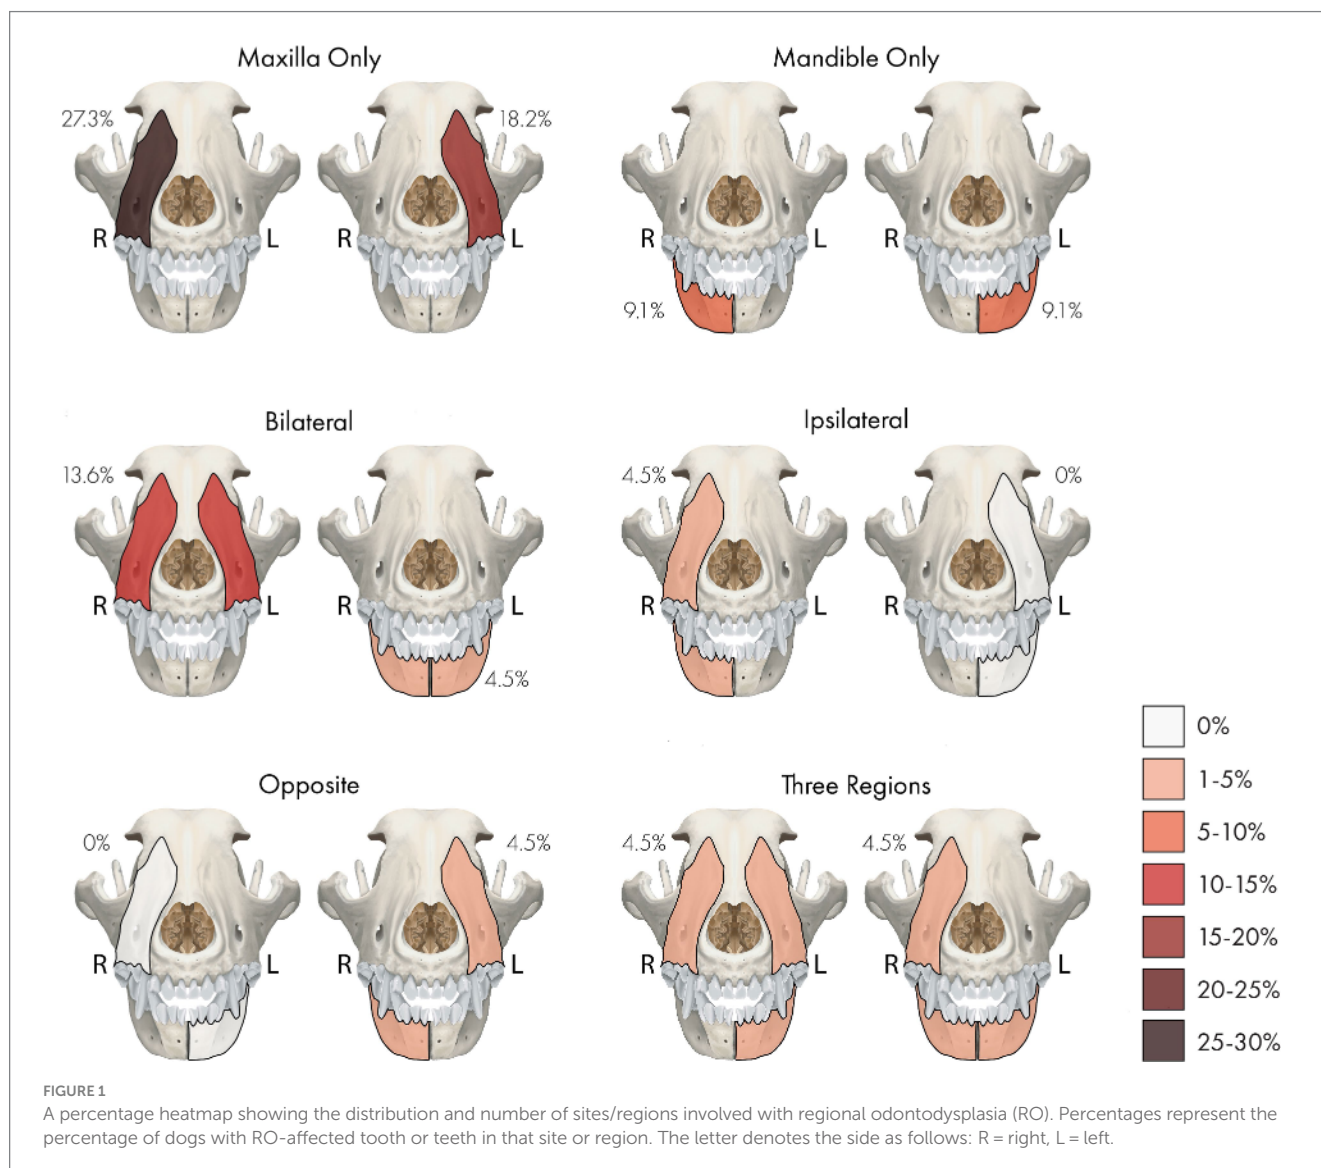 Maxilla Only
Mandible Only
27.3%
18.2%
R
L
R
L
R
L
R
L
9.1%
9.1%
Bilateral
Ipsilateral
13.6%
4.5%
0%
R
L
R
L
R
L
R
L
4.5%
0%
1-5%
5-10%
10-15%
15-20%
20-25%
25-30%
Opposite
Three Regions
0%
4.5%
4.5%
4.5%
R
L
R
L
R
L
R
L
FIGURE 1
A percentage heatmap showing the distribution and number of sites/regions involved with regional odontodysplasia (RO). Percentages represent the
percentage of dogs with RO-affected tooth or teeth in that site or region. The letter denotes the side as follows: R = right, L = left.